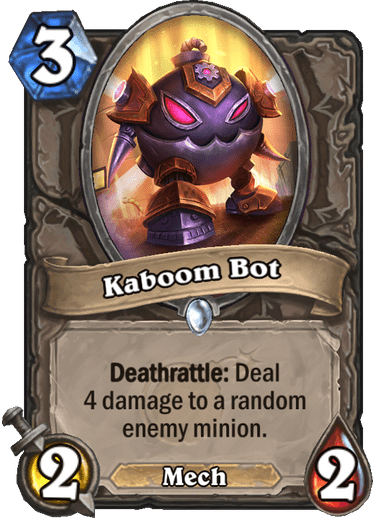 3
Kaboom Bot
Deathrattle: Deal
4 damage to a random
enemy minion.
2
Mech
2